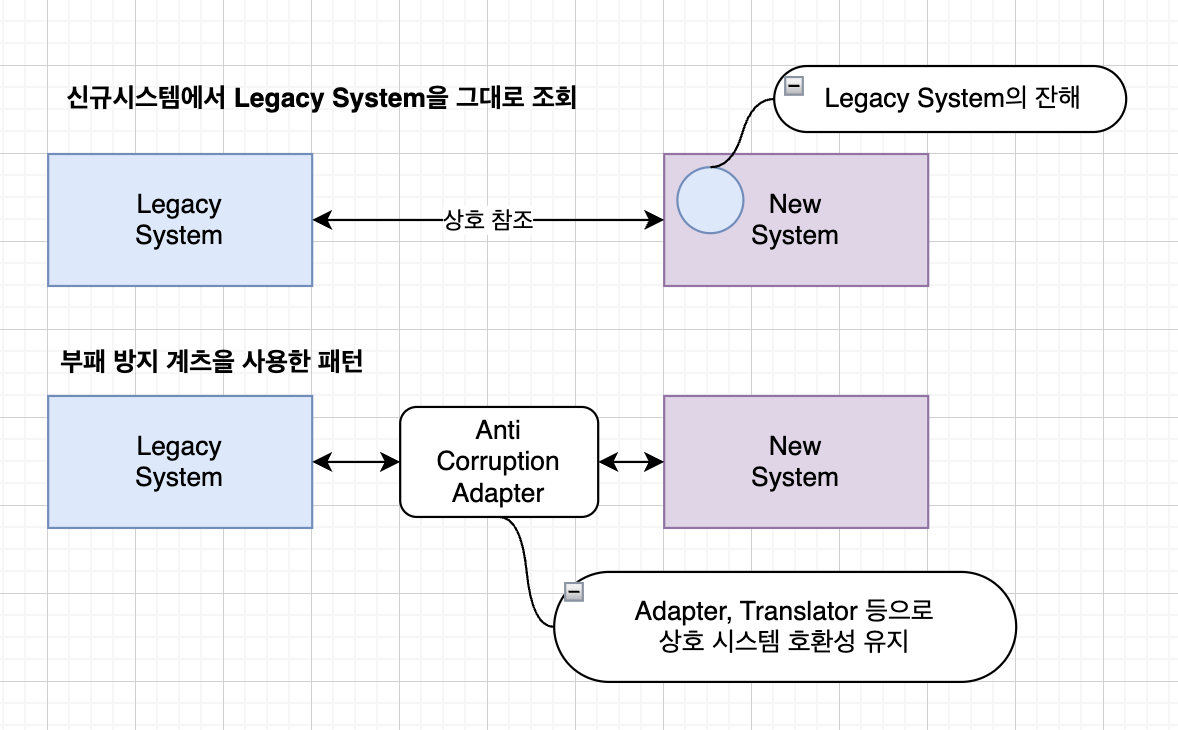 신규시스템에서 Legacy System을 그대로 조회
Legacy System의 잔해
Legacy
System
상호 참조
New
System
부패 방지 계츠을 사용한 패턴
Legacy
System
Anti
Corruption
Adapter
New
System
Adapter, Translator 등으로
상호 시스템 호환성 유지